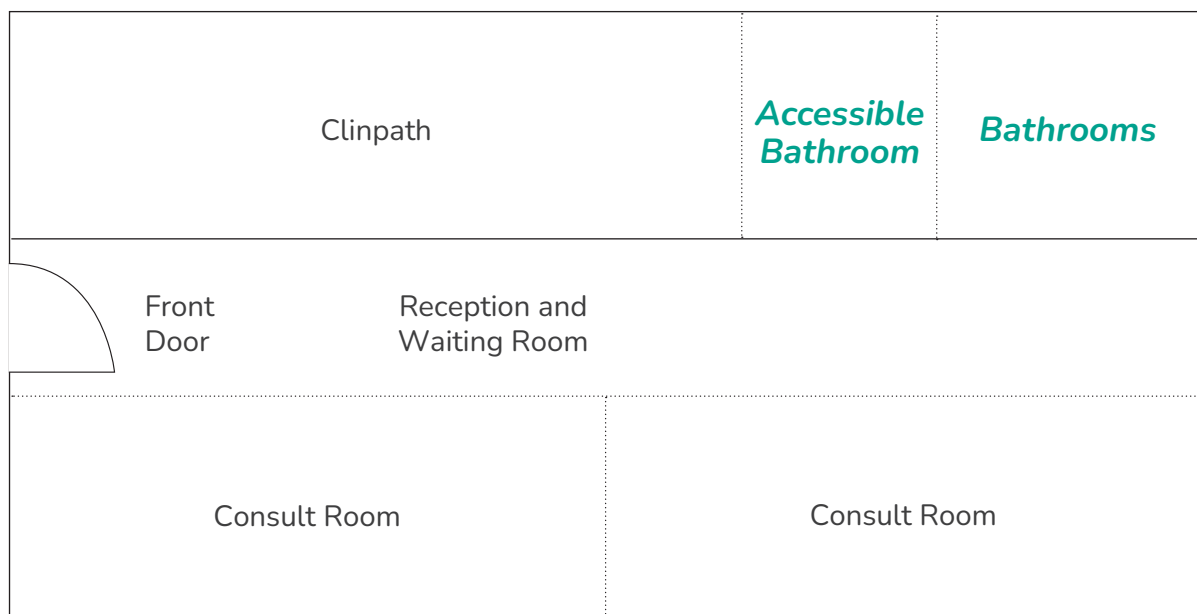 Clinpath
Accessible
Bathroom
Bathrooms
Front
Door
Reception and
Waiting Room
Consult Room
Consult Room